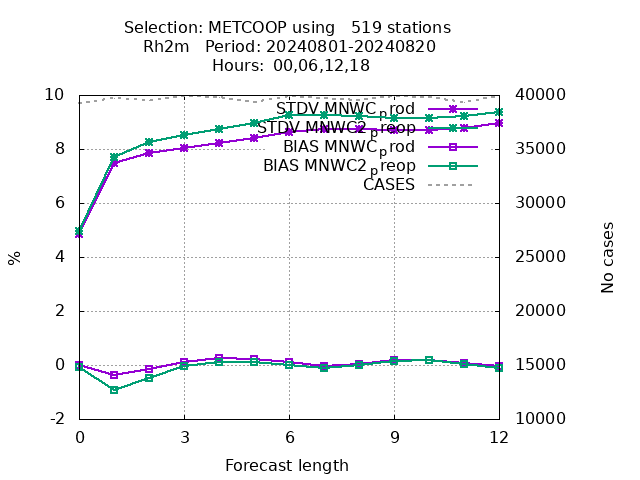 Selection: METCOOP using 519 stations
Rh2m Period: 20240801-20240820
Hours: 00,06,12,18
10 40000
STDV MNWC_prod
STDV MNWC2_preop
8 35000
BIAS MNWC_prod
BIAS MNWC2_preop
CASES
6 30000
4 25000
2 20000
0 15000
-2 10000
0 3 6 9 12
%
No cases
Forecast length